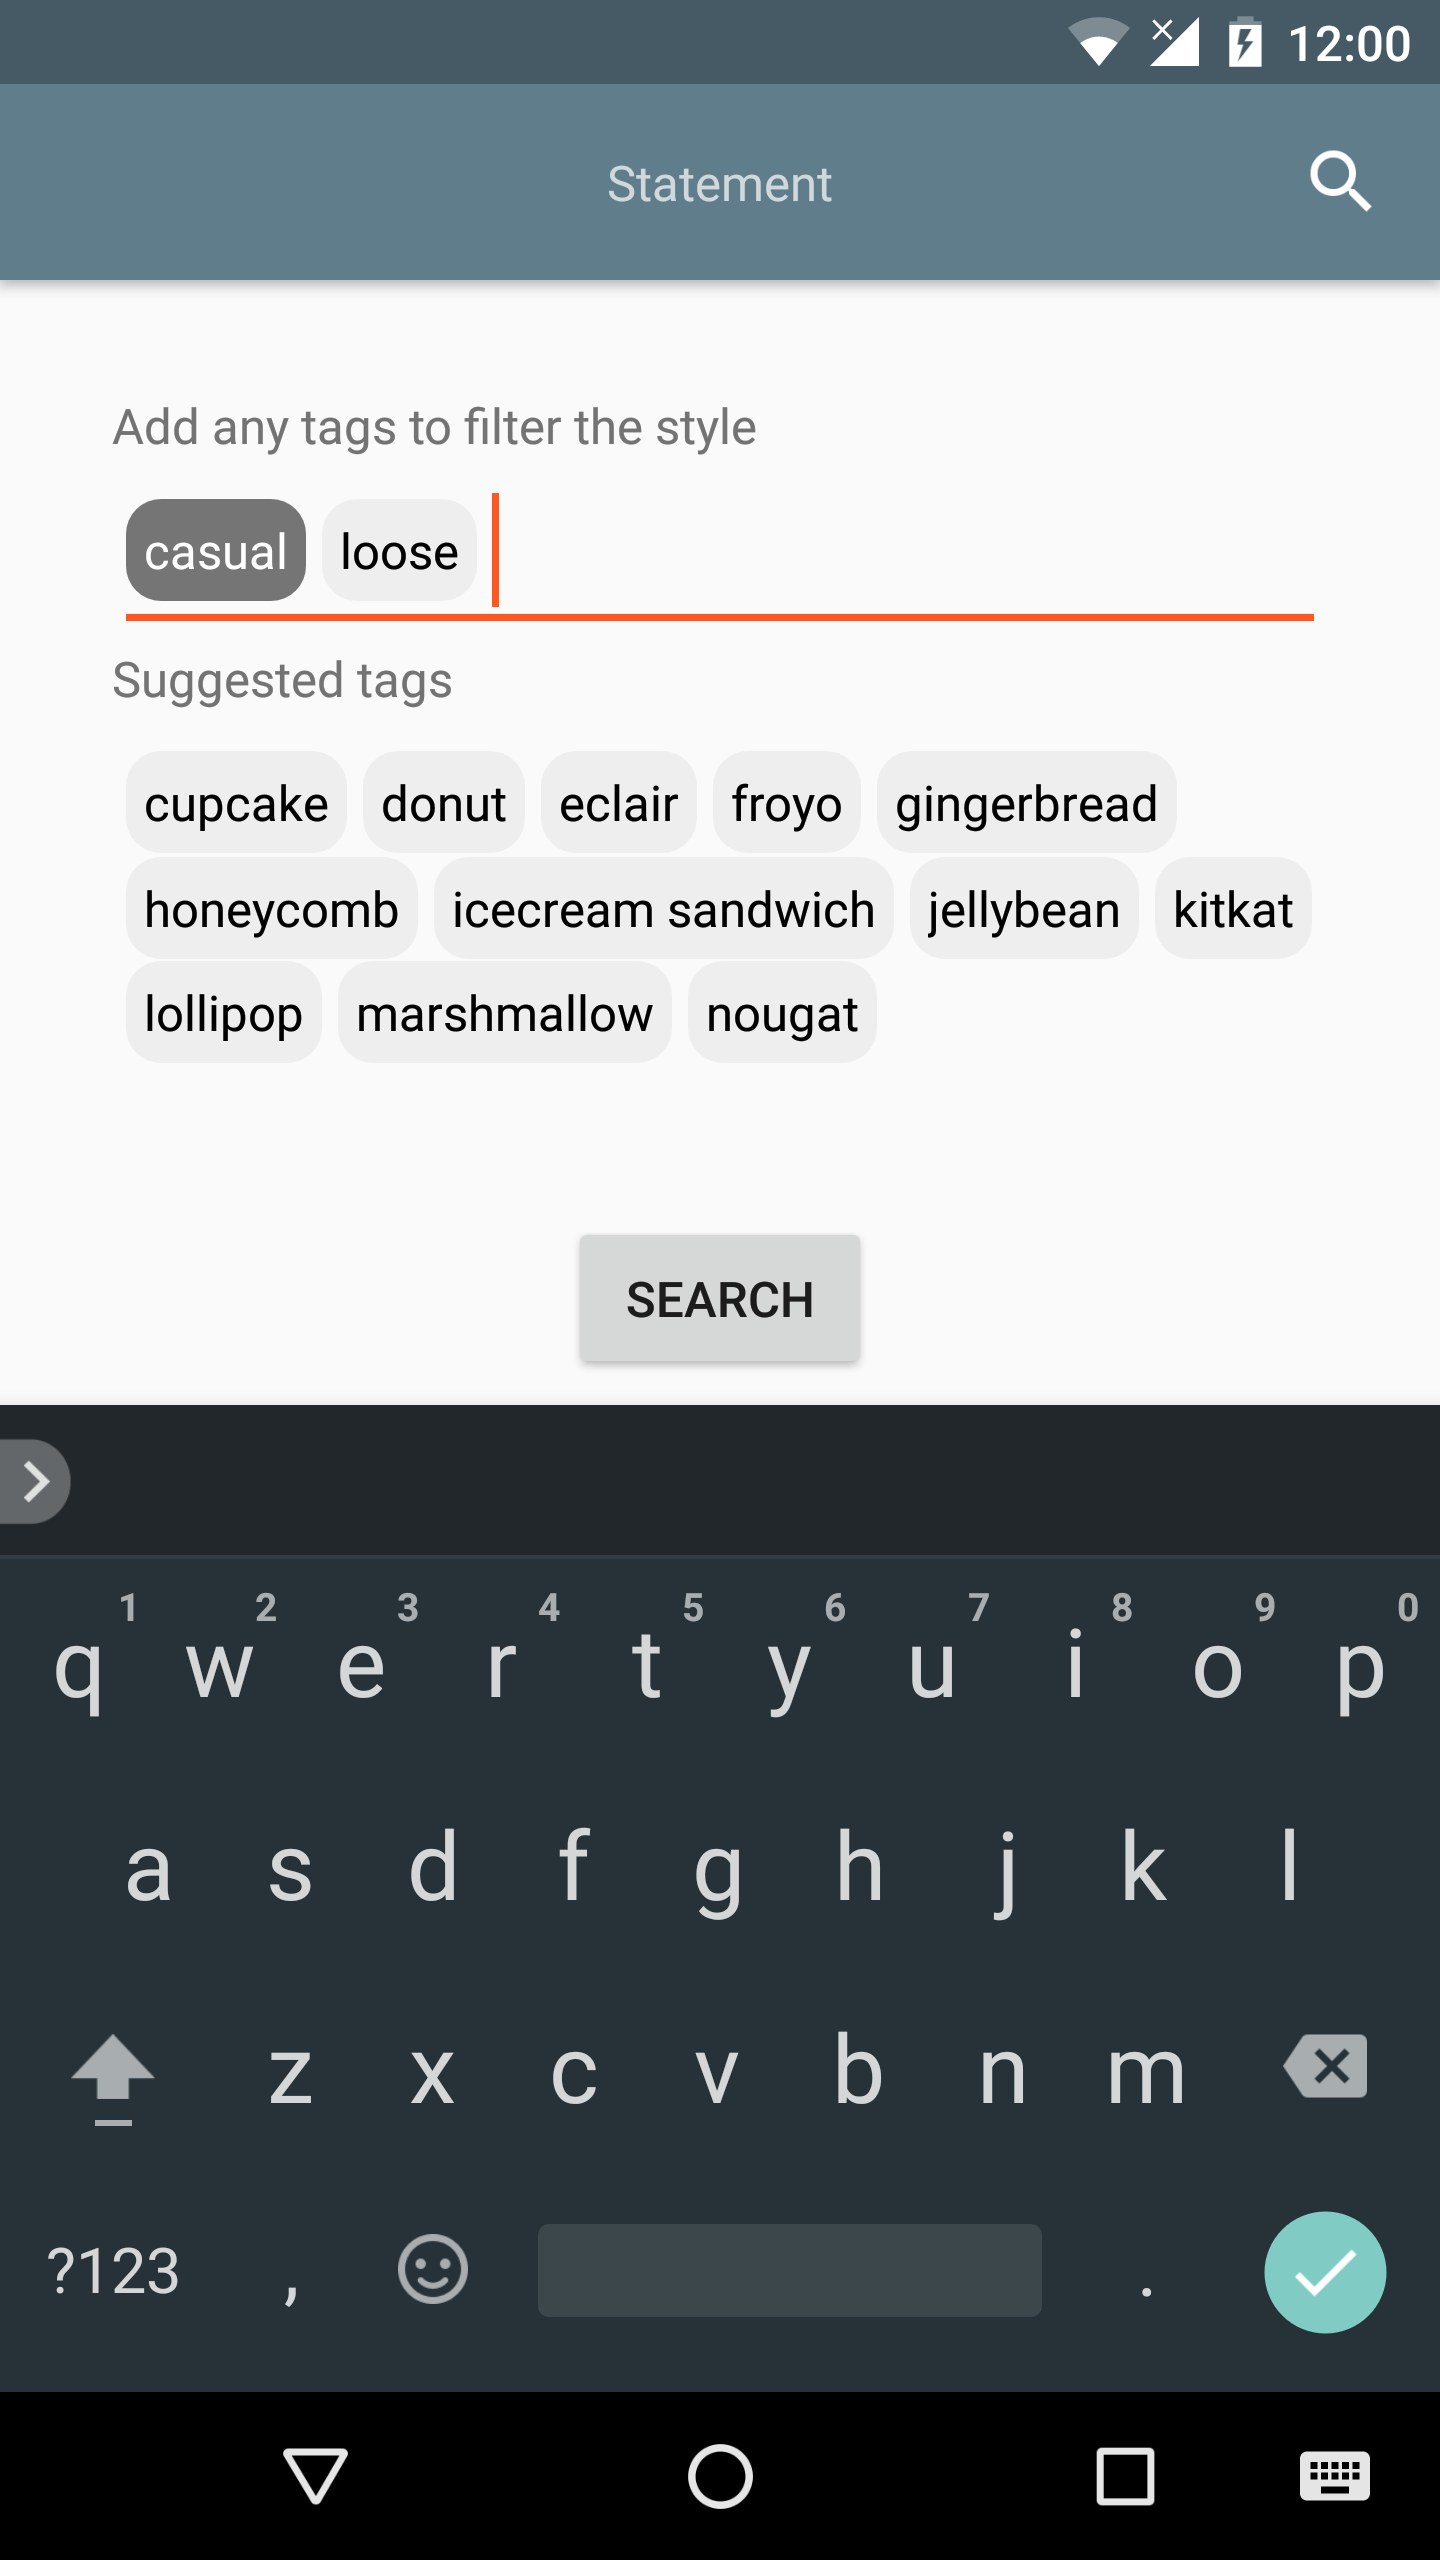 12:00
Statement
Add any tags to filter the style
casual loose
Suggested tags
cupcake donut eclair froyo gingerbread
honeycomb icecream sandwich jellybean kitkat
lollipop marshmallow nougat
SEARCH
1 2 3 4 5 6 7 8 9 0
q w e r t y u i o p
a s d f g h j k l
z x c v b n m
?123 , .